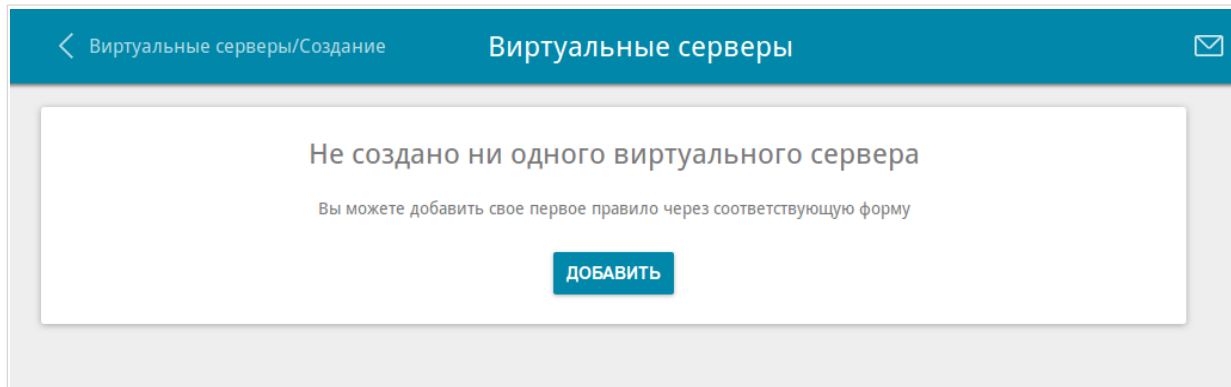 Виртуальные серверы/Создание
Виртуальные серверы
Не создано ни одного виртуального сервера
Вы можете добавить свое первое правило через соответствующую форму
ДОБАВИТЬ